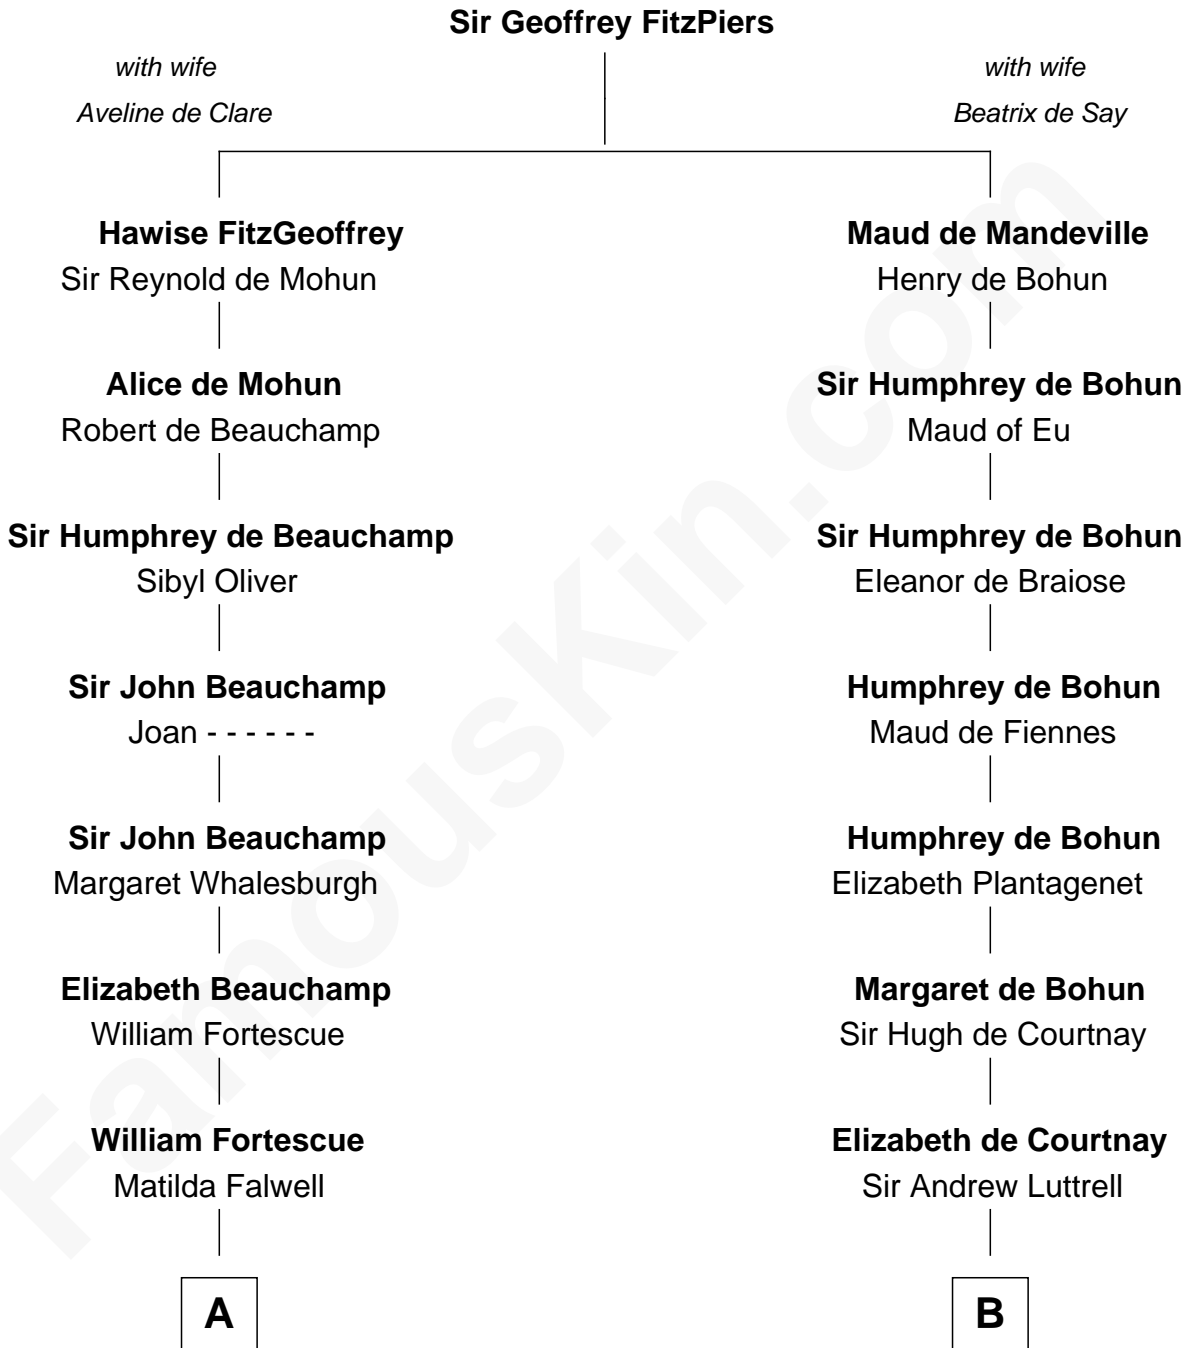 Sir Geoffrey FitzPiers
with wife
Aveline de Clare
with wife
Beatrix de Say
Hawise FitzGeoffrey
Sir Reynold de Mohun
Alice de Mohun
Robert de Beauchamp
Sir Humphrey de Beauchamp
Sibyl Oliver
Sir John Beauchamp
Joan - - - - - -
Sir John Beauchamp
Margaret Whalesburgh
Elizabeth Beauchamp
William Fortescue
William Fortescue
Matilda Falwell
A
Maud de Mandeville
Henry de Bohun
Sir Humphrey de Bohun
Maud of Eu
Sir Humphrey de Bohun
Eleanor de Braiose
Humphrey de Bohun
Maud de Fiennes
Humphrey de Bohun
Elizabeth Plantagenet
Margaret de Bohun
Sir Hugh de Courtnay
Elizabeth de Courtnay
Sir Andrew Luttrell
B
FamousKin.com